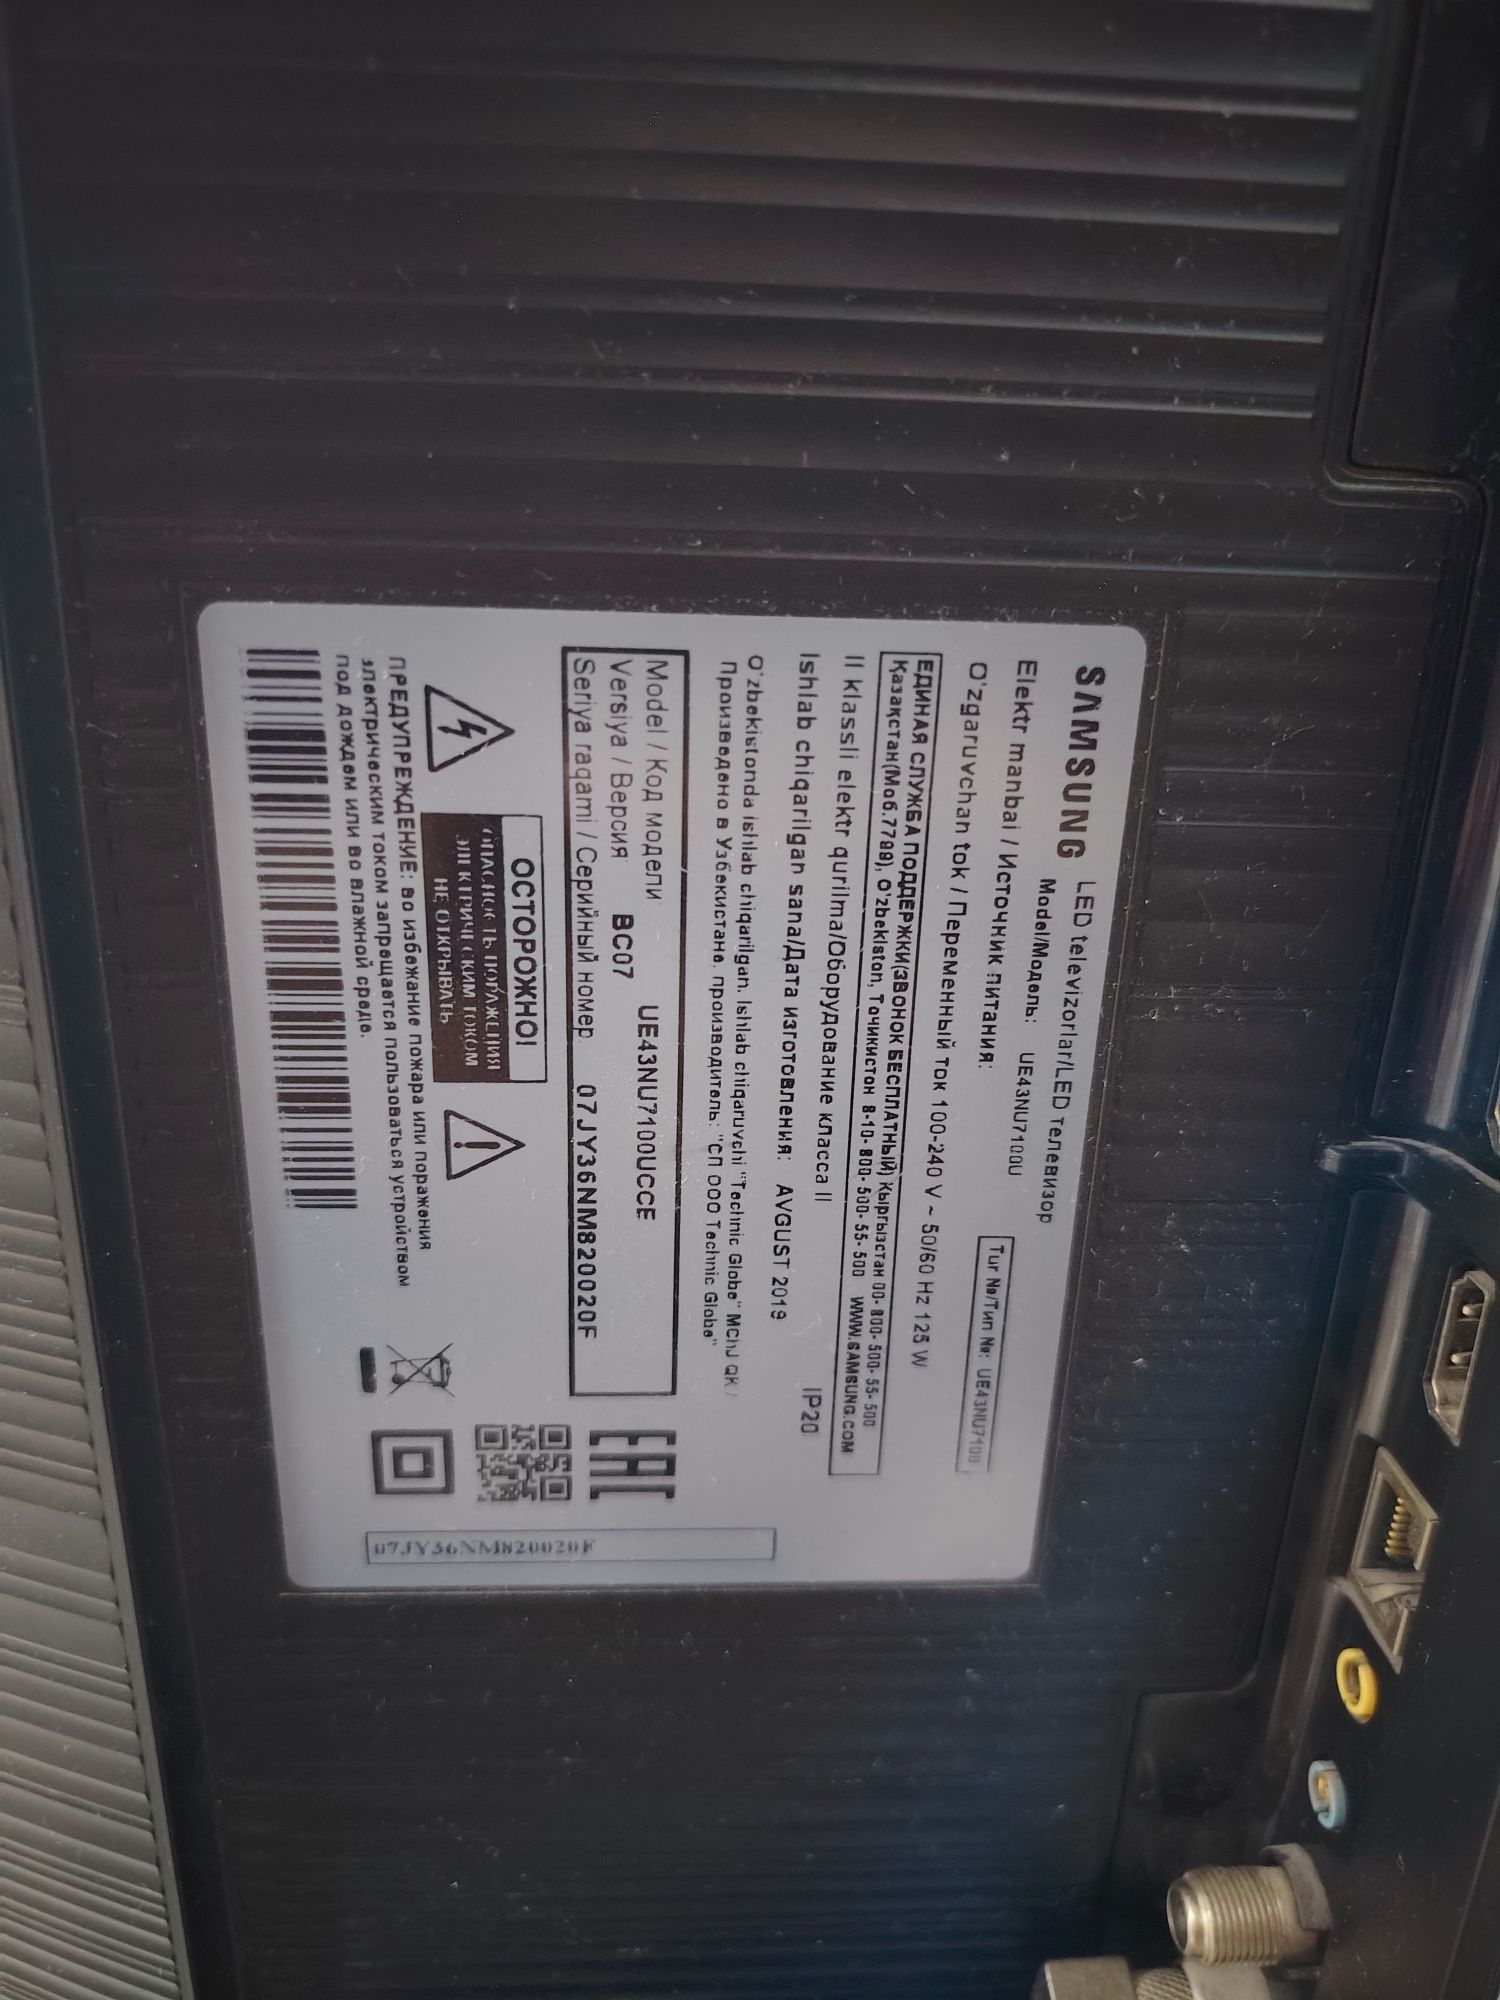 SAMSUNG LED televizorlar/LED телевизор
Model/Модель: UE43NU7100U
Elektr manbai / Источник питания:
Tur №/Тип №: UE43NU7100
O'zgaruvchan tok / Переменный ток 100-240 V ~ 50/60 Hz 125 W
ЕДИНАЯ СЛУЖБА ПОДДЕРЖКИ(ЗВОНОК БЕСПЛАТНЫЙ) Кыргызстан 00- 800- 500- 55- 500
Қазақстан(Моб.7799), O'zbekiston, Тоҷикистон 8-10- 800- 500- 55- 500 WWW.SAMSUNG.COM
II klassli elektr qurilma/Оборудование класса II
IP20
Ishlab chiqarilgan sana/Дата изготовления: AVGUST 2019
O'zbekistonda ishlab chiqarilgan. Ishlab chiqaruvchi "Technic Globe" MChJ QK /
Произведено в Узбекистане, производитель: "СП ООО Technic Globe"
Model / Код модели UE43NU7100UCCE
Versiya / Версия BC07
Seriya raqami / Серийный номер 07JY36NM820020F
EAC
ОСТОРОЖНО!
ОПАСНОСТЬ ПОРАЖЕНИЯ
ЭЛЕКТРИЧЕСКИМ ТОКОМ
НЕ ОТКРЫВАТЬ
ПРЕДУПРЕЖДЕНИЕ: во избежание пожара или поражения
электрическим током запрещается пользоваться устройством
под дождем или во влажной среде.
07JY36NM820020F